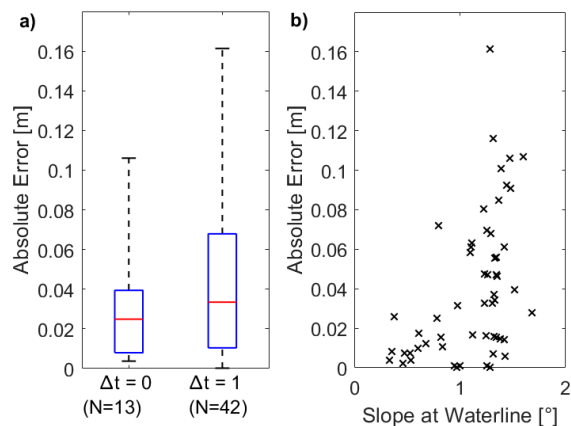 a)
Absolute Error [m]
0.16
0.14
0.12
0.1
0.08
0.06
0.04
0.02
0
Δt = 0
(N=13)
Δt = 1
(N=42)
b)
Absolute Error [m]
0.16
0.14
0.12
0.1
0.08
0.06
0.04
0.02
0
0
1
2
Slope at Waterline [°]